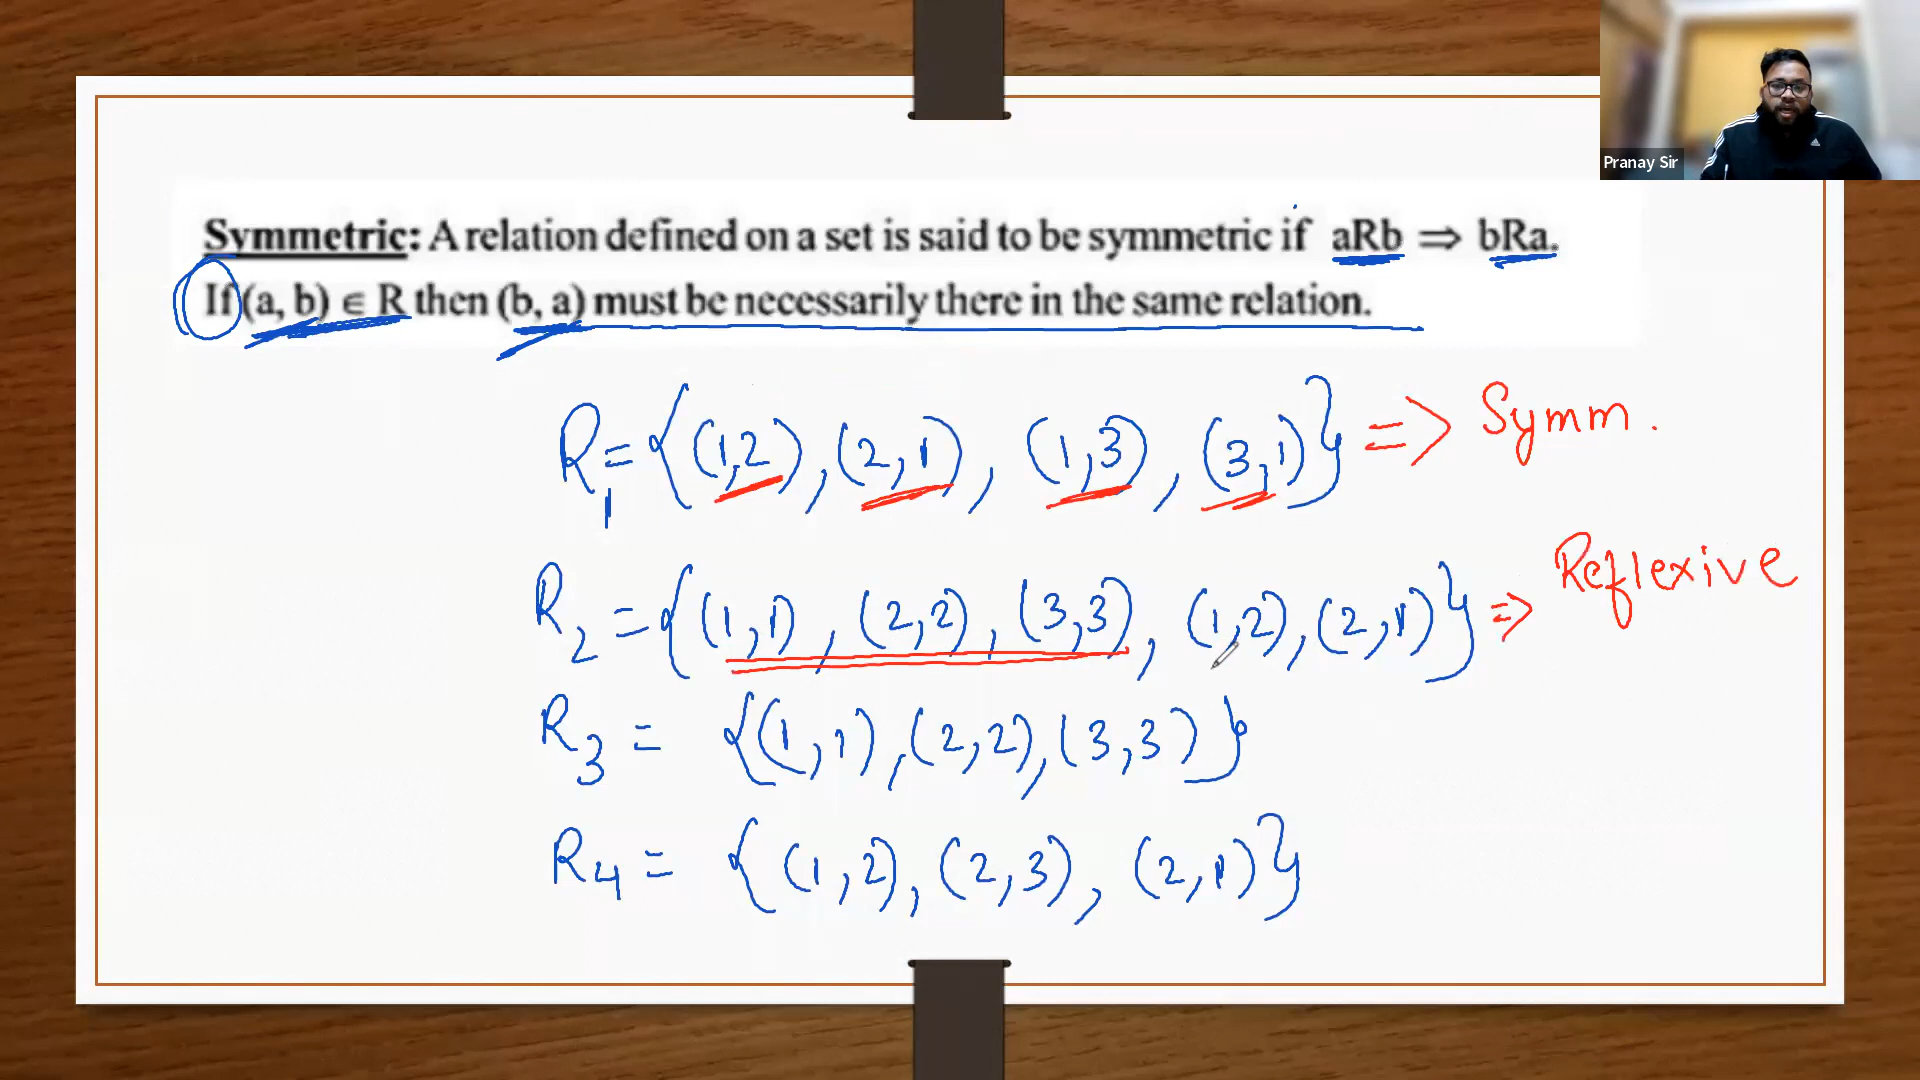 Pranay Sir
Symmetric: A relation defined on a set is said to be symmetric if aRb ⇒ bRa.
If (a, b) ∈ R then (b, a) must be necessarily there in the same relation.
R₁ = {(1,2), (2,1), (1,3), (3,1)} => Symm.
R₂ = {(1,1), (2,2), (3,3), (1,2), (2,1)} => Reflexive
R₃ = {(1,1), (2,2), (3,3)}
R₄ = {(1,2), (2,3), (2,1)}